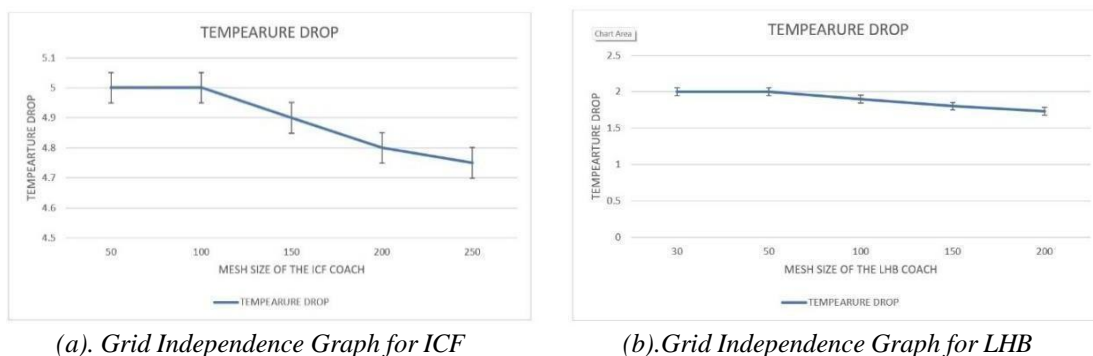 TEMPEARURE DROP
TEMPEARTURE DROP
5.1
5
4.9
4.8
4.7
4.6
4.5
50 100 150 200 250
MESH SIZE OF THE ICF COACH
TEMPEARURE DROP
(a). Grid Independence Graph for ICF
Chart Area
TEMPEARURE DROP
TEMPEARTURE DROP
2.5
2
1.5
1
0.5
0
30 50 100 150 200
MESH SIZE OF THE LHB COACH
TEMPEARURE DROP
(b).Grid Independence Graph for LHB